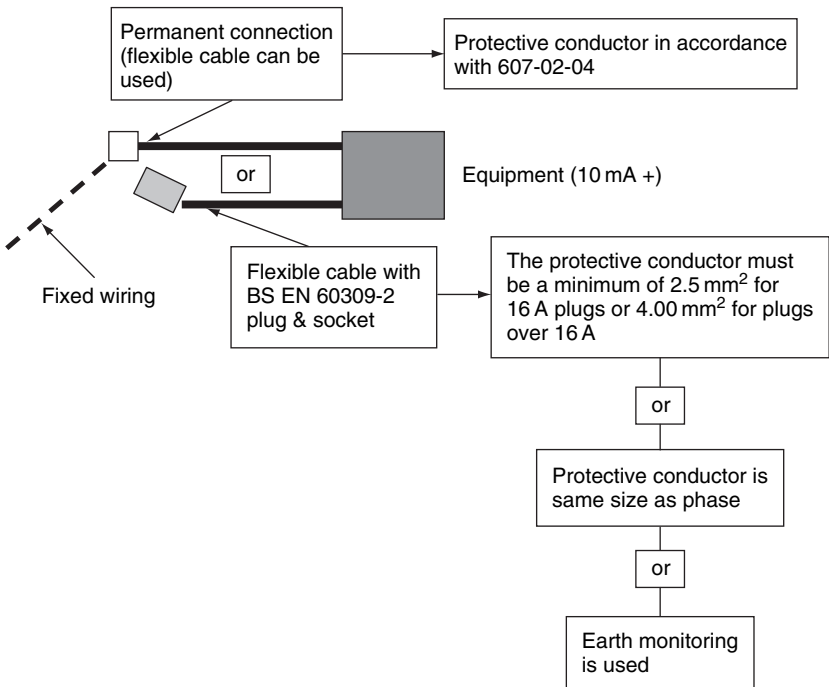 Permanent connection
(flexible cable can be
used)
Protective conductor in accordance
with 607-02-04
or
Equipment (10 mA +)
Fixed wiring
Flexible cable with
BS EN 60309-2
plug & socket
The protective conductor must
be a minimum of 2.5 mm² for
16 A plugs or 4.00 mm² for plugs
over 16 A
or
Protective conductor is
same size as phase
or
Earth monitoring
is used